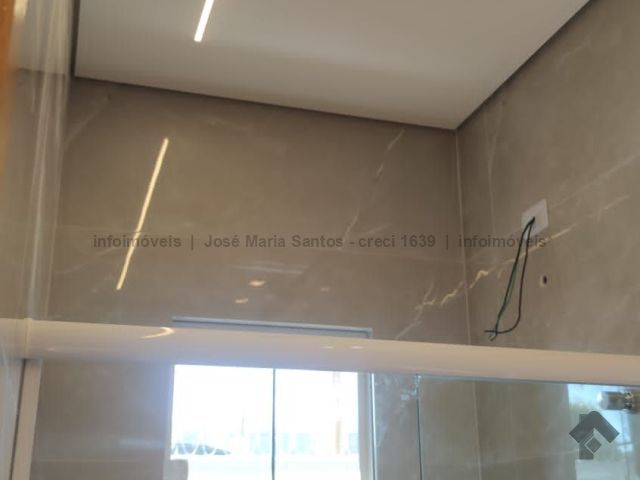 infoimóveis | José Maria Santos - creci 1639 | infoimóveis